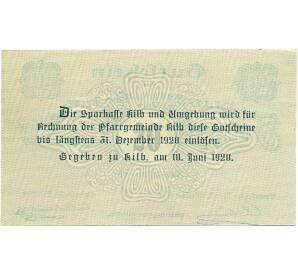 Die Sparkasse Kilb und Umgebung wird für
Rechnung der Pfarrgemeinde Kilb diese Gutscheine
bis längstens 31. Dezember 1920 einlösen.
Gegeben zu Kilb, am 10. Juni 1920.